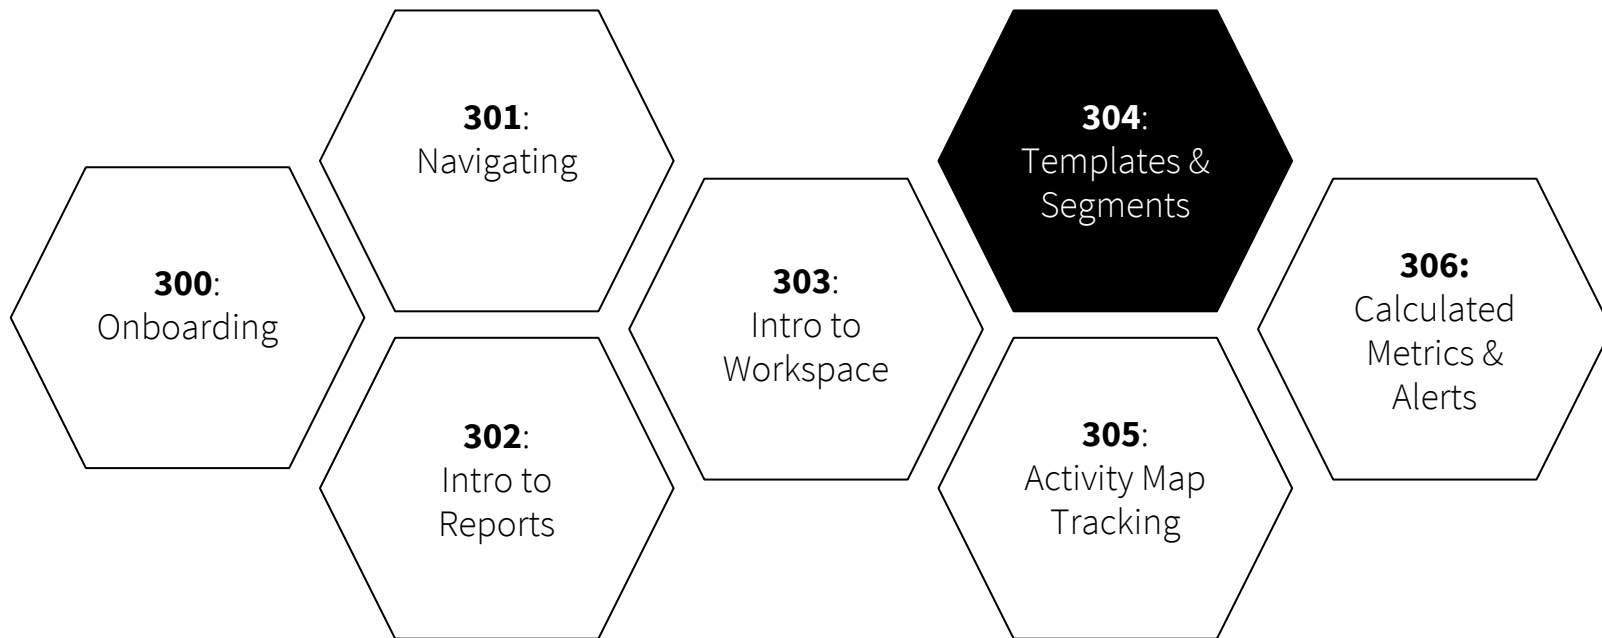 300:
Onboarding
301:
Navigating
302:
Intro to
Reports
303:
Intro to
Workspace
304:
Templates &
Segments
305:
Activity Map
Tracking
306:
Calculated
Metrics &
Alerts